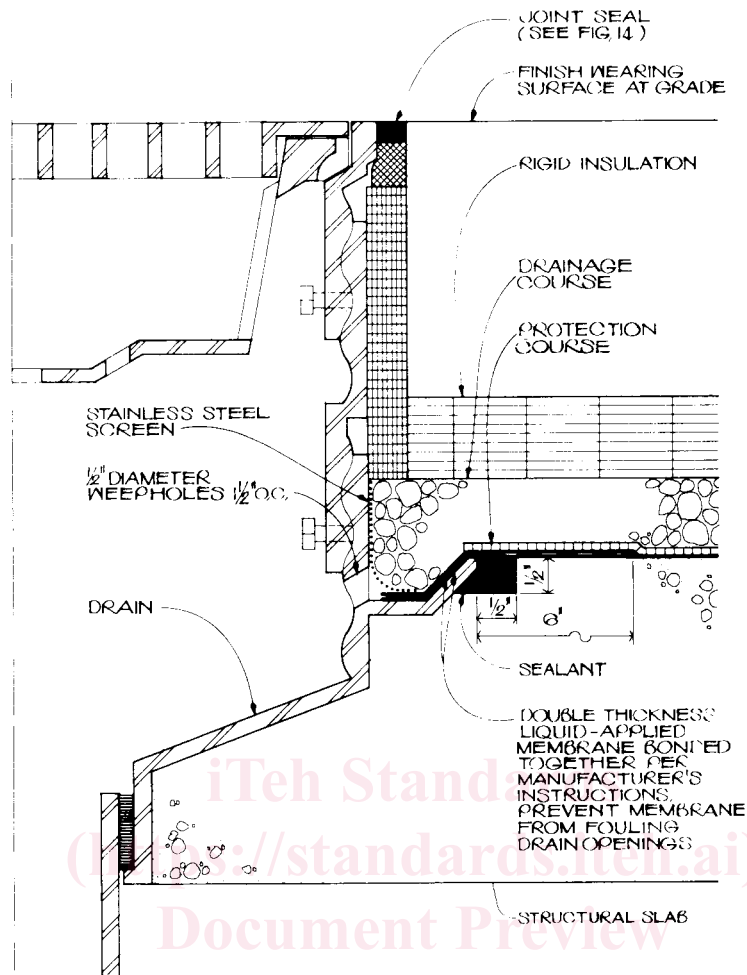 JOINT SEAL
(SEE FIG, 14)
FINISH WEARING
SURFACE AT GRADE
RIGID INSULATION
DRAINAGE
COURSE
PROTECTION
COURSE
STAINLESS STEEL
SCREEN
1/2" DIAMETER
WEEPHOLES 1 1/2" O.C.
1/2"
1/2"
6"
DRAIN
SEALANT
DOUBLE THICKNESS
LIQUID-APPLIED
MEMBRANE BONDED
TOGETHER PER
MANUFACTURER'S
INSTRUCTIONS,
PREVENT MEMBRANE
FROM FOULING
DRAIN OPENINGS
STRUCTURAL SLAB
iTeh Standards
(https://standards.iteh.ai)
Document Preview